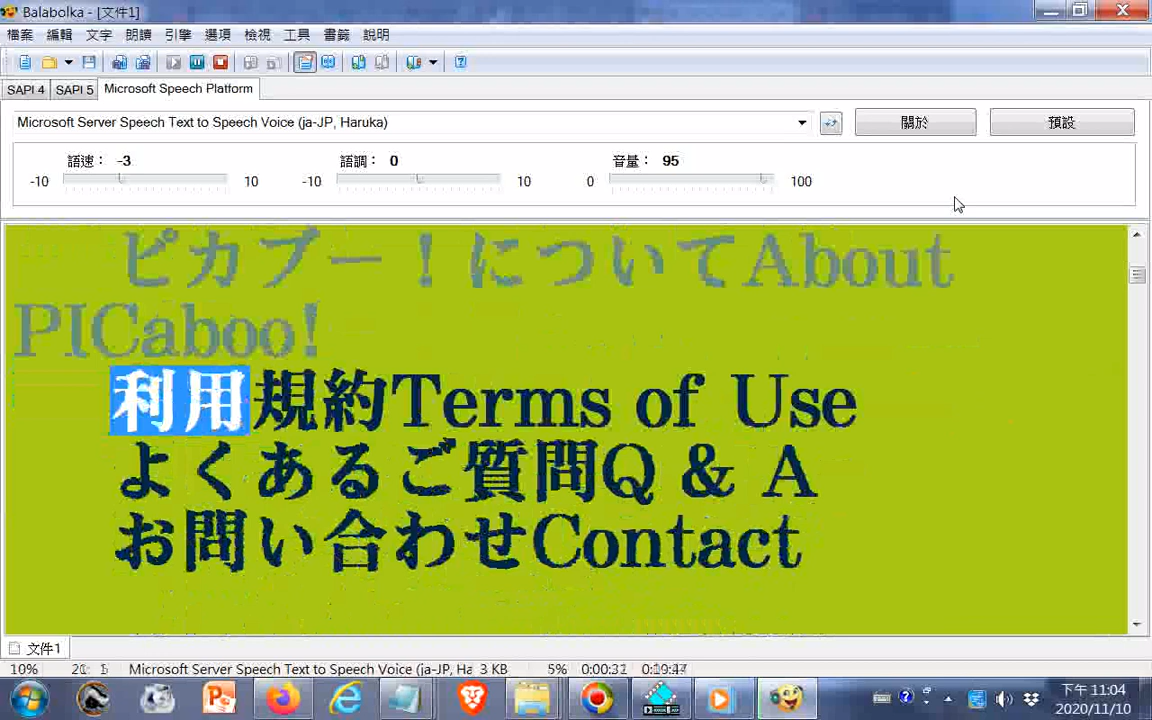 Balabolka - [文件1]
檔案 編輯 文字 朗讀 引擎 選項 檢視 工具 書籤 說明
SAPI 4 SAPI 5 Microsoft Speech Platform
Microsoft Server Speech Text to Speech Voice (ja-JP, Haruka) 關於 預設
語速： -3 語調： 0 音量： 95
-10 10 -10 10 0 100
ピカブー！についてAbout
PICaboo!
利用規約Terms of Use
よくあるご質問Q & A
お問い合わせContact
文件1
10% Microsoft Server Speech Text to Speech Voice (ja-JP, Ha 3 KB 5%
下午 11:04
2020/11/10